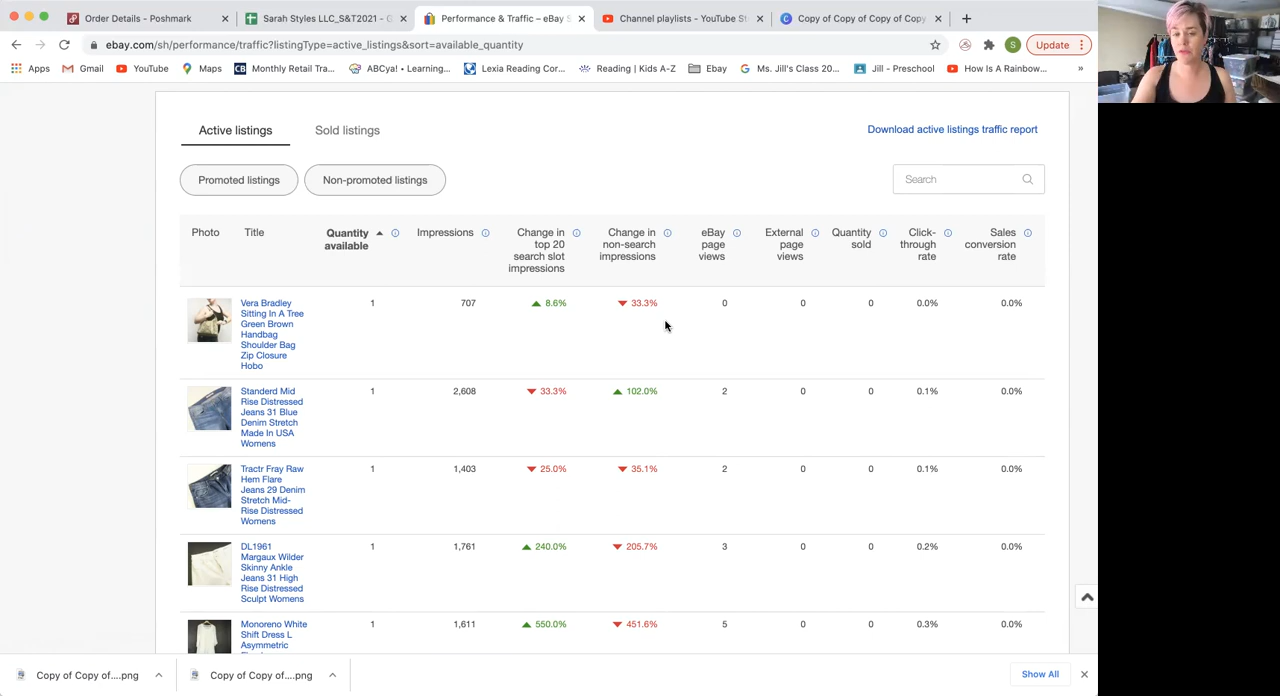 Order Details - Poshmark
Sarah Styles LLC_S&T2021 - G
Performance & Traffic – eBay S
Channel playlists - YouTube St
Copy of Copy of Copy of Copy
ebay.com/sh/performance/traffic?listingType=active_listings&sort=available_quantity
S
Update
Apps
Gmail
YouTube
Maps
CB Monthly Retail Tra...
ABCya! • Learning...
Lexia Reading Cor...
Reading | Kids A-Z
Ebay
Ms. Jill's Class 20...
Jill - Preschool
How Is A Rainbow...
»
Active listings
Sold listings
Download active listings traffic report
Promoted listings
Non-promoted listings
Search
Photo
Title
Quantity
available
Impressions
Change in
top 20
search slot
impressions
Change in
non-search
impressions
eBay
page
views
External
page
views
Quantity
sold
Click-
through
rate
Sales
conversion
rate
Vera Bradley
Sitting In A Tree
Green Brown
Handbag
Shoulder Bag
Zip Closure
Hobo
1
707
8.6%
33.3%
0
0
0
0.0%
0.0%
Standerd Mid
Rise Distressed
Jeans 31 Blue
Denim Stretch
Made In USA
Womens
1
2,608
33.3%
102.0%
2
0
0
0.1%
0.0%
Tractr Fray Raw
Hem Flare
Jeans 29 Denim
Stretch Mid-
Rise Distressed
Womens
1
1,403
25.0%
35.1%
2
0
0
0.1%
0.0%
DL1961
Margaux Wilder
Skinny Ankle
Jeans 31 High
Rise Distressed
Sculpt Womens
1
1,761
240.0%
205.7%
3
0
0
0.2%
0.0%
Monoreno White
Shift Dress L
Asymmetric
1
1,611
550.0%
451.6%
5
0
0
0.3%
0.0%
Copy of Copy of....png
Copy of Copy of....png
Show All